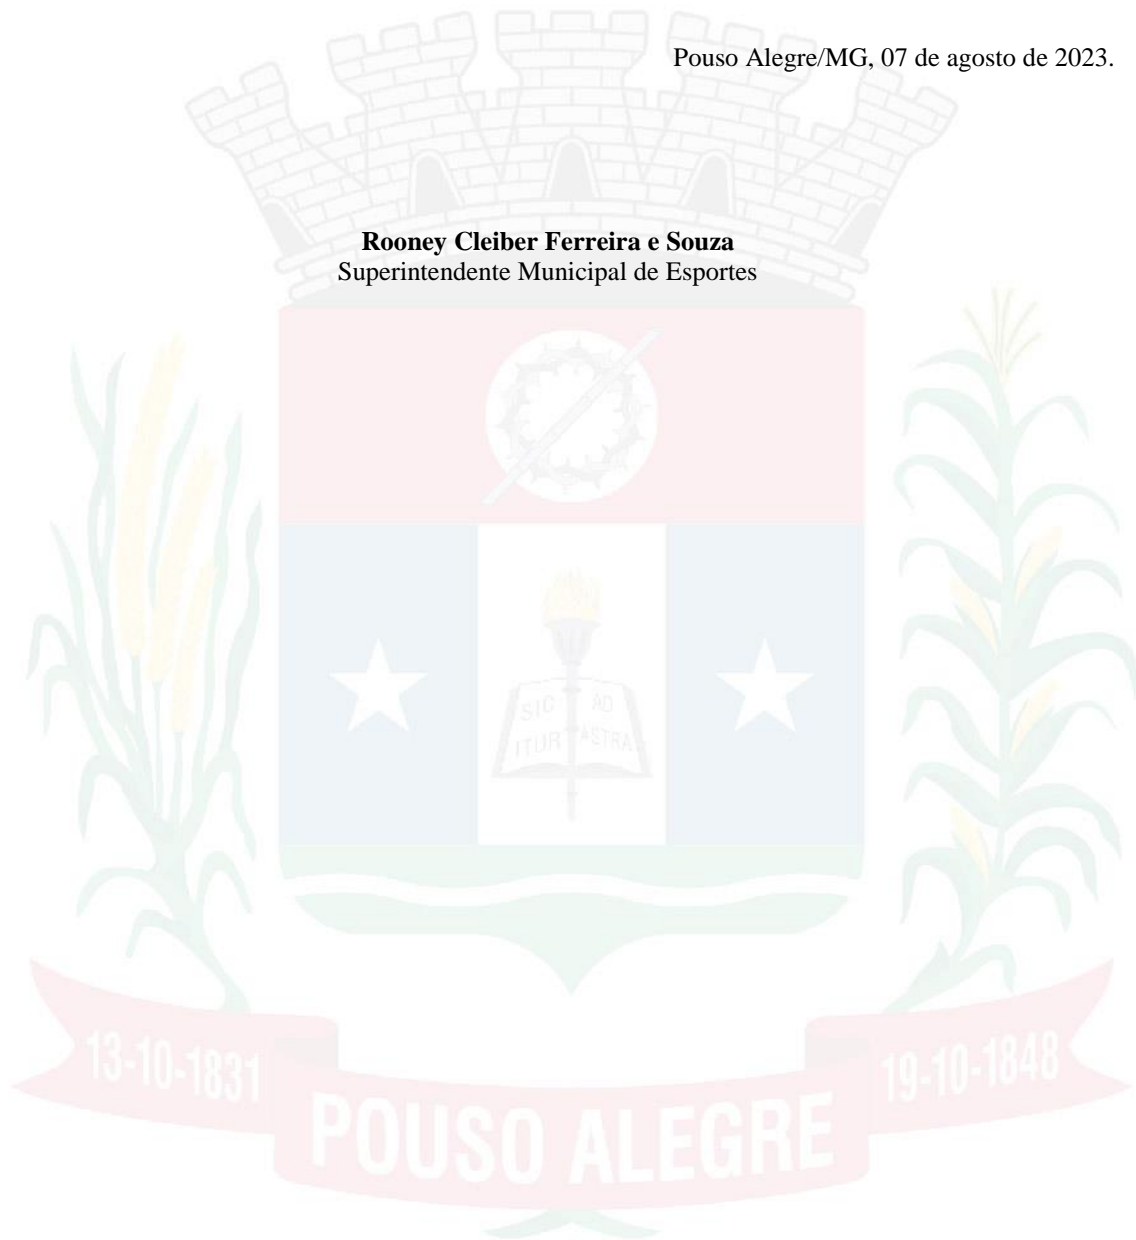 Pouso Alegre/MG, 07 de agosto de 2023.
Rooney Cleiber Ferreira e Souza
Superintendente Municipal de Esportes
SIC AD
ITUR ASTRA
13-10-1831
19-10-1848
POUSO ALEGRE